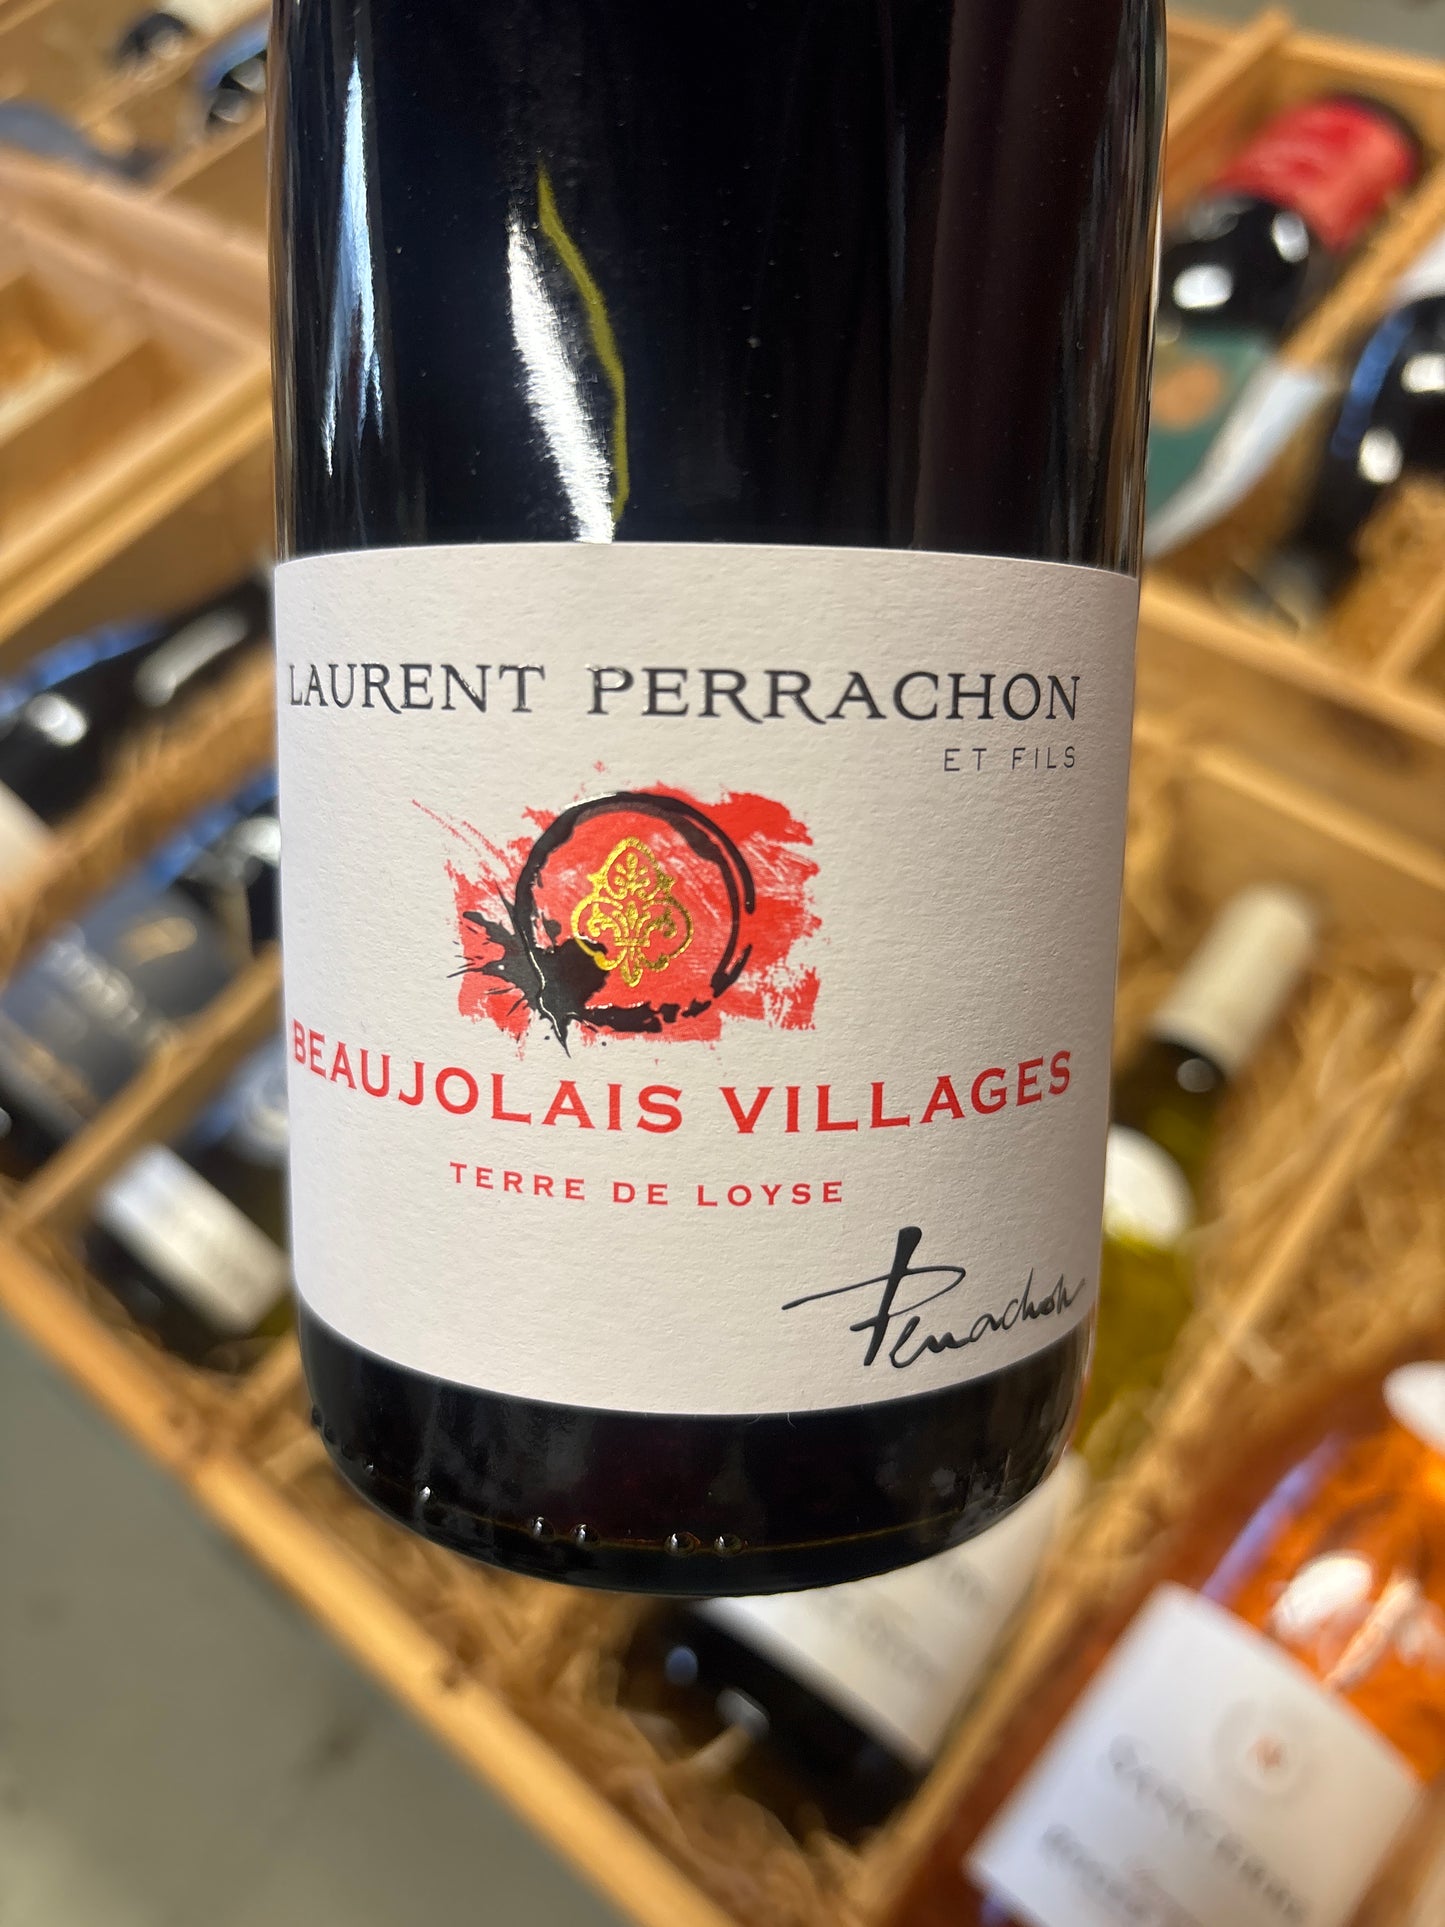 LAURENT PERRACHON
ET FILS
BEAUJOLAIS VILLAGES
TERRE DE LOYSE
Perrachon